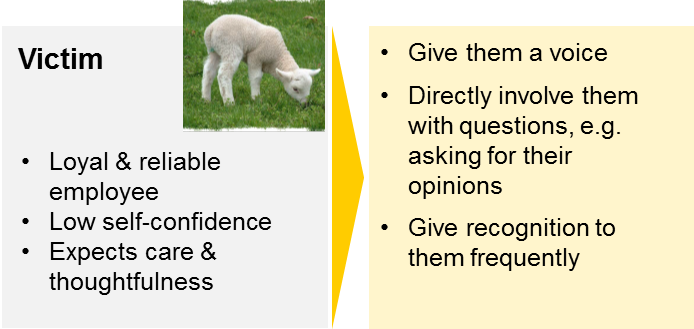 Victim
• Loyal & reliable
employee
• Low self-confidence
• Expects care &
thoughtfulness
• Give them a voice
• Directly involve them
with questions, e.g.
asking for their
opinions
• Give recognition to
them frequently